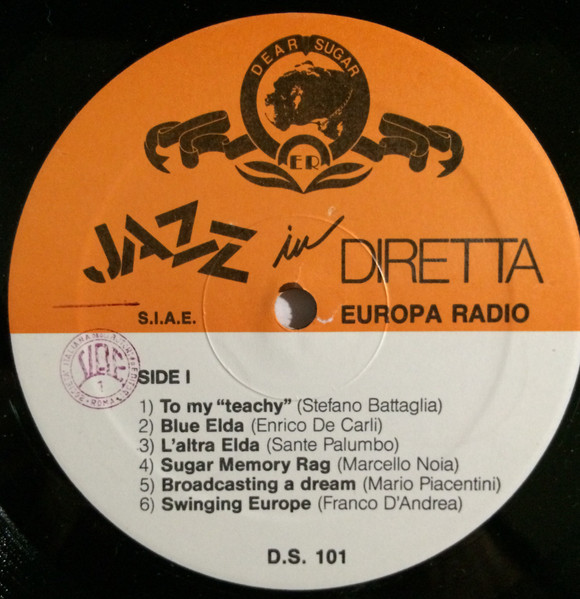 DEAR SUGAR
ER
JAZZ in DIRETTA
S.I.A.E. EUROPA RADIO
SIDE I
1) To my “teachy” (Stefano Battaglia)
2) Blue Elda (Enrico De Carli)
3) L'altra Elda (Sante Palumbo)
4) Sugar Memory Rag (Marcello Noia)
5) Broadcasting a dream (Mario Piacentini)
6) Swinging Europe (Franco D'Andrea)
D.S. 101